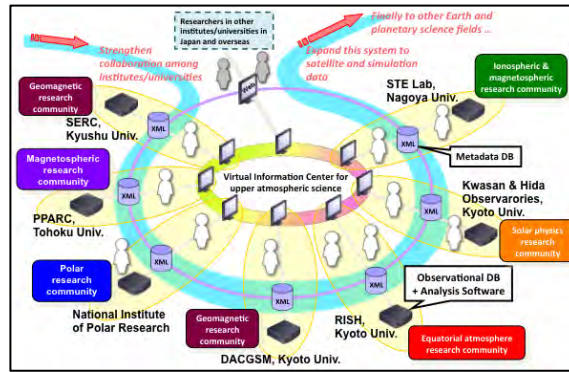 Researchers in other
institutes/universities in
Japan and overseas
Finally to other Earth and
planetary science fields ...
Strengthen
collaboration among
institutes/universities
Expand this system to
satellite and simulation
data
Ionospheric &
magnetospheric
research community
Geomagnetic
research
community
SERC,
Kyushu Univ.
Web
STE Lab,
Nagoya Univ.
XML
XML
Metadata DB
Magnetospheric
research
community
Virtual Information Center for
upper atmospheric science
XML
XML
Kwasan & Hida
Observarories,
Kyoto Univ.
PPARC,
Tohoku Univ.
Solar physics
research
community
Polar
research
community
XML
XML
XML
Observational DB
+ Analysis Software
National Institute
of Polar Research
Geomagnetic
research
community
RISH,
Kyoto Univ.
DACGSM, Kyoto Univ.
Equatorial atmosphere
research community